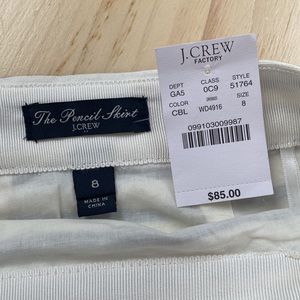 The Pencil Skirt
J.CREW
8
MADE IN
CHINA
J.CREW
FACTORY
DEPT CLASS STYLE
GA5 0C9 51764
COLOR SIZE
CBL WD4916 8
099103009987
$85.00